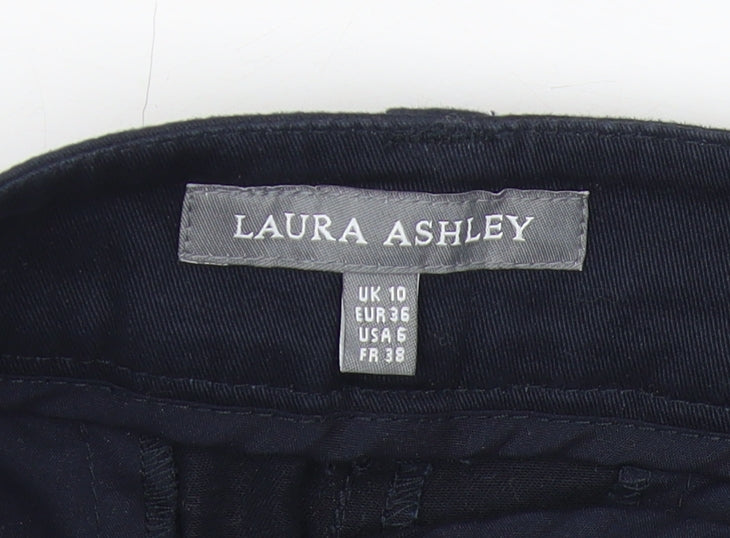 LAURA ASHLEY
UK 10
EUR 36
USA 6
FR 38